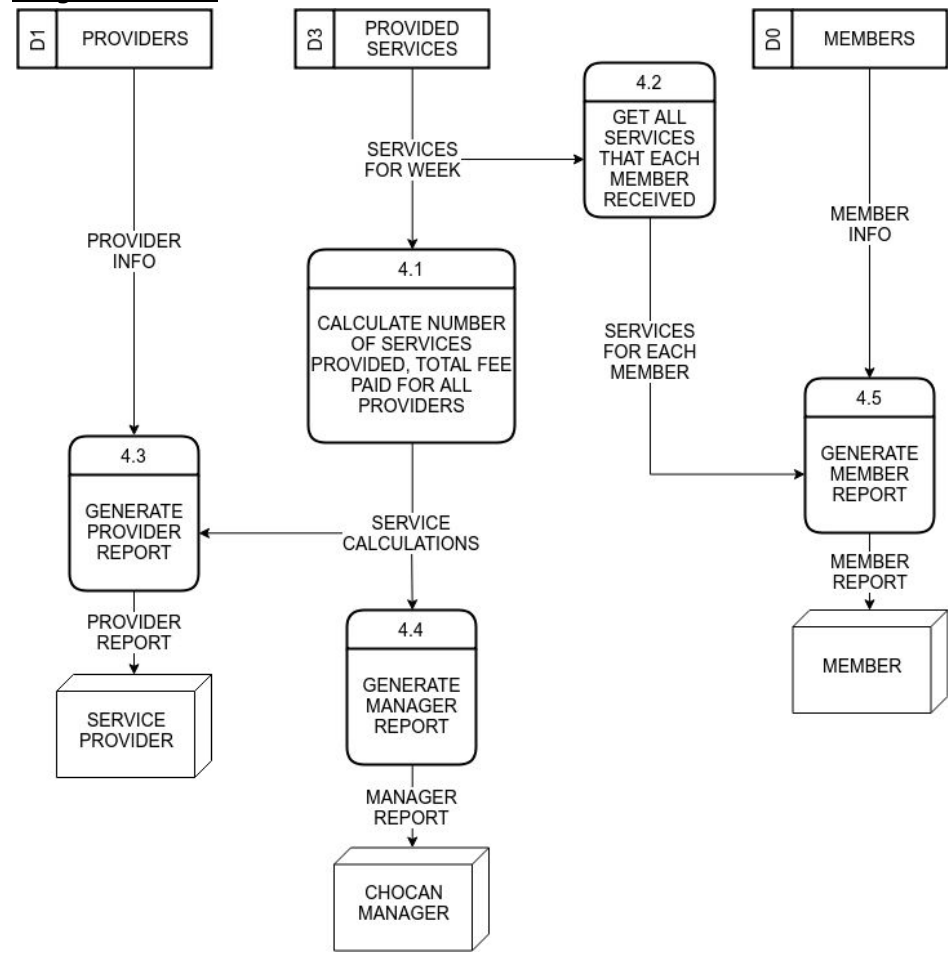 D1
PROVIDERS
D3
PROVIDED
SERVICES
D0
MEMBERS
4.2
GET ALL
SERVICES
THAT EACH
MEMBER
RECEIVED
SERVICES
FOR WEEK
PROVIDER
INFO
MEMBER
INFO
4.1
CALCULATE NUMBER
OF SERVICES
PROVIDED, TOTAL FEE
PAID FOR ALL
PROVIDERS
SERVICES
FOR EACH
MEMBER
4.5
GENERATE
MEMBER
REPORT
4.3
GENERATE
PROVIDER
REPORT
SERVICE
CALCULATIONS
MEMBER
REPORT
PROVIDER
REPORT
4.4
GENERATE
MANAGER
REPORT
MEMBER
SERVICE
PROVIDER
MANAGER
REPORT
CHOCAN
MANAGER